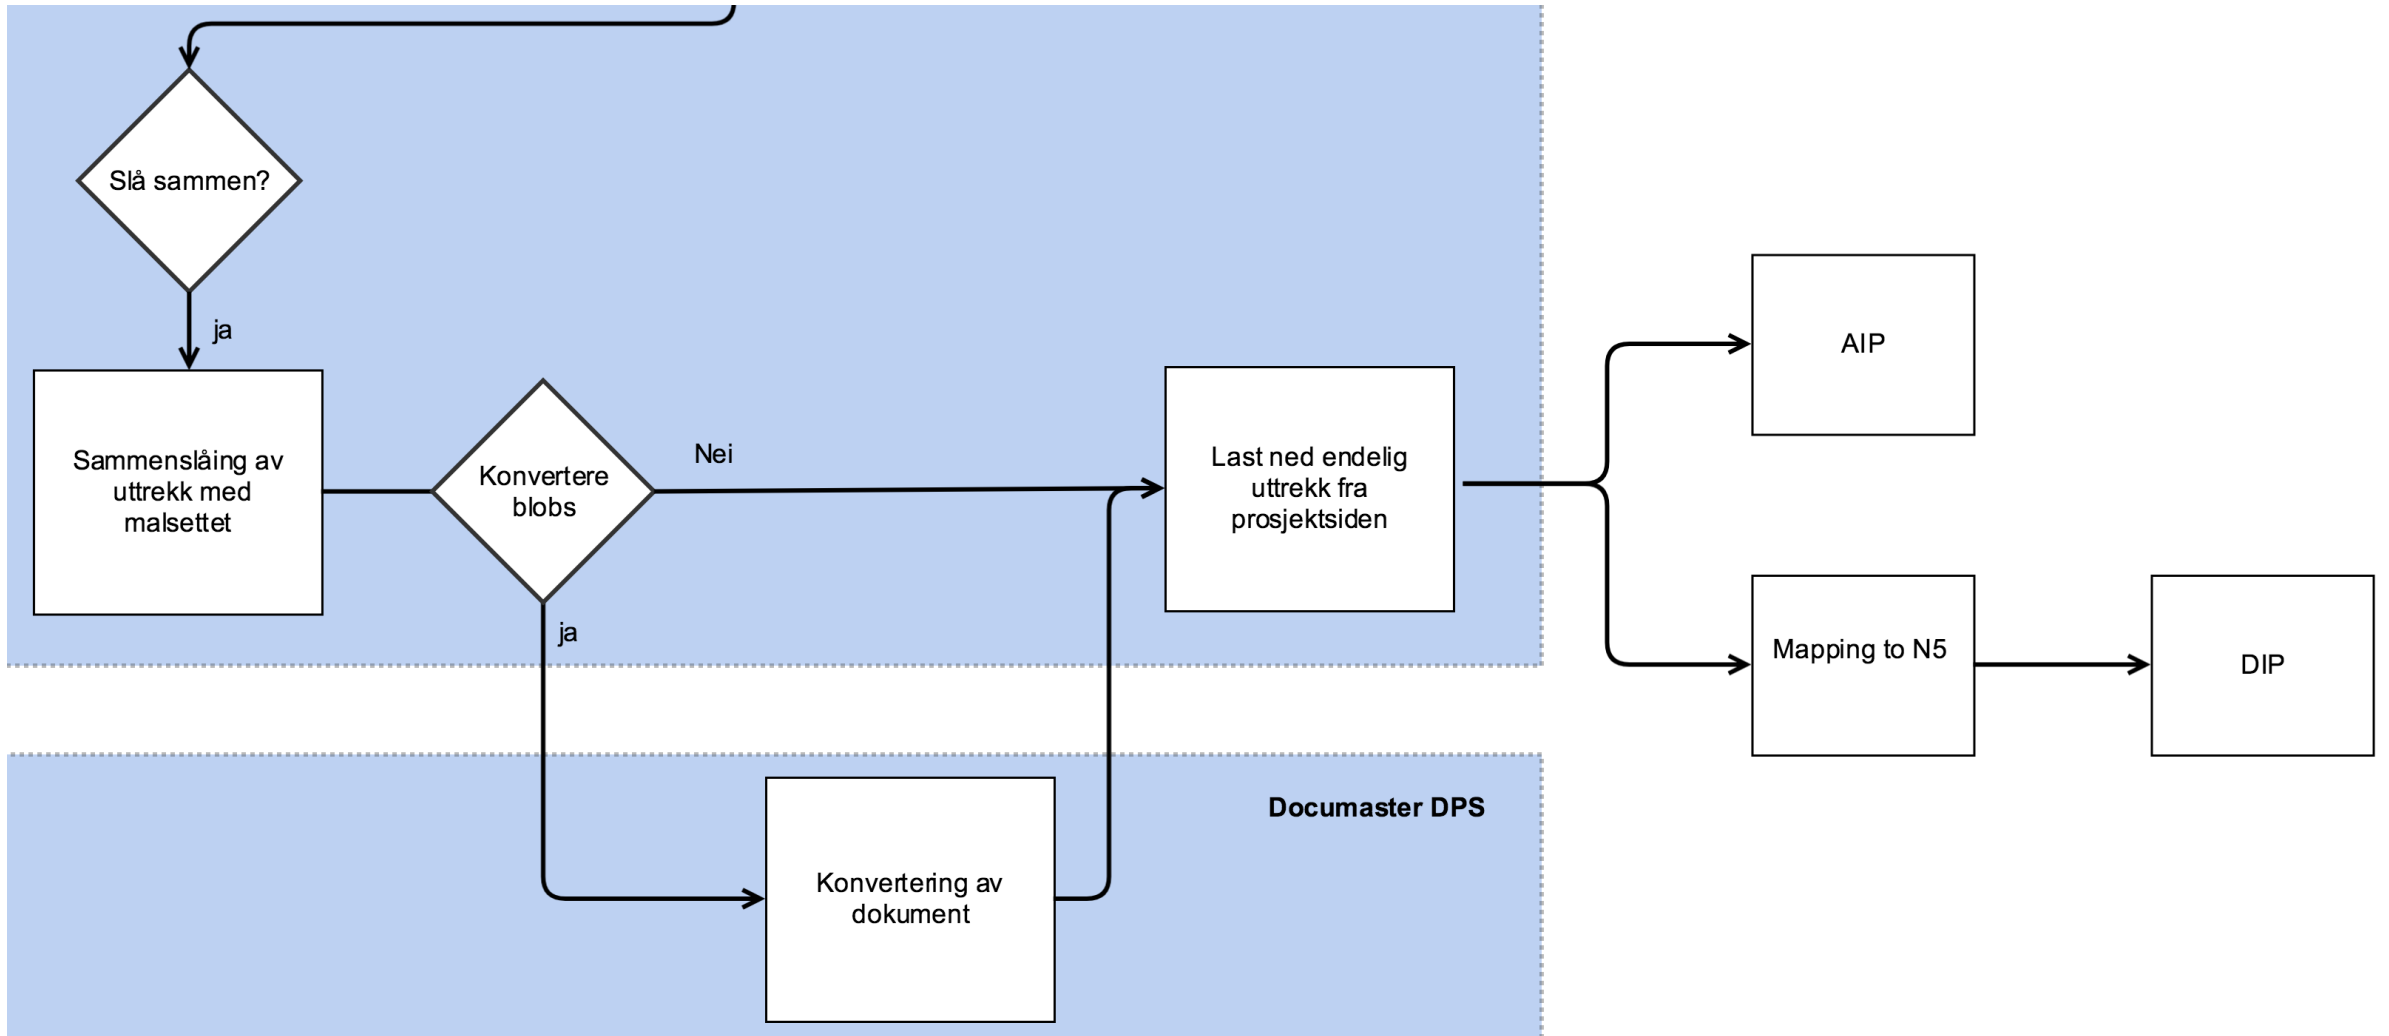 Slå sammen?
ja
Sammenslåing av
uttrekk med
malsettet
Konvertere
blobs
Nei
ja
Last ned endelig
uttrekk fra
prosjektsiden
AIP
Mapping to N5
DIP
Documaster DPS
Konvertering av
dokument